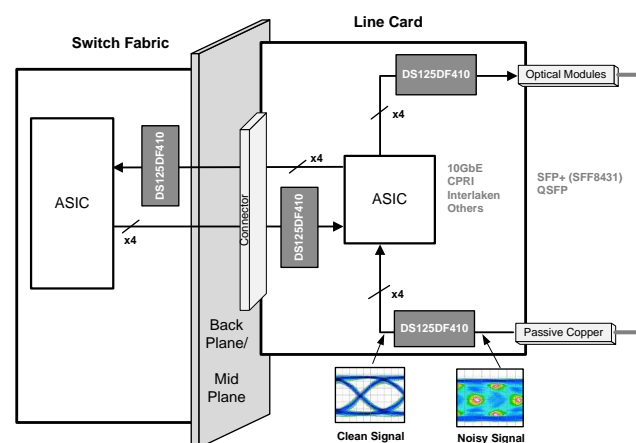 Line Card
Switch Fabric
DS125DF410
Optical Modules
x4
DS125DF410
x4
10GbE
CPRI
Interlaken
Others
SFP+ (SFF8431)
QSFP
ASIC
ASIC
DS125DF410
Connector
x4
x4
DS125DF410
Passive Copper
Back
Plane/
Mid
Plane
Clean Signal
Noisy Signal